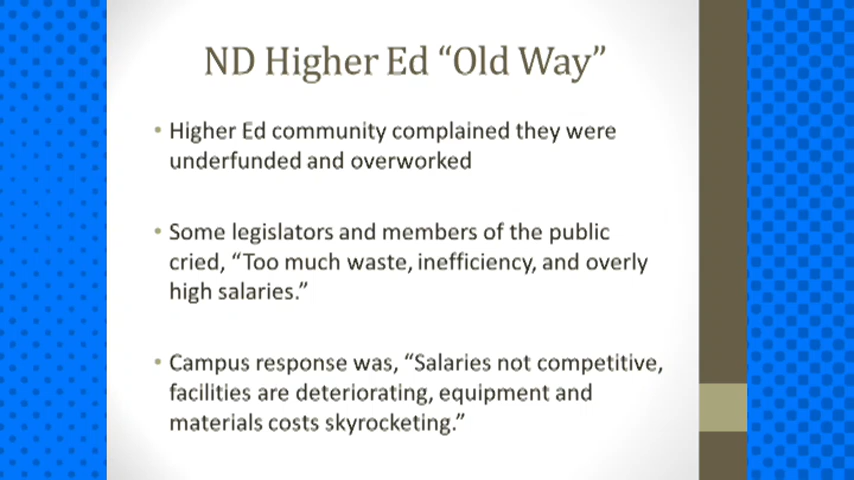 ND Higher Ed “Old Way”
• Higher Ed community complained they were
underfunded and overworked
• Some legislators and members of the public
cried, “Too much waste, inefficiency, and overly
high salaries.”
• Campus response was, “Salaries not competitive,
facilities are deteriorating, equipment and
materials costs skyrocketing.”